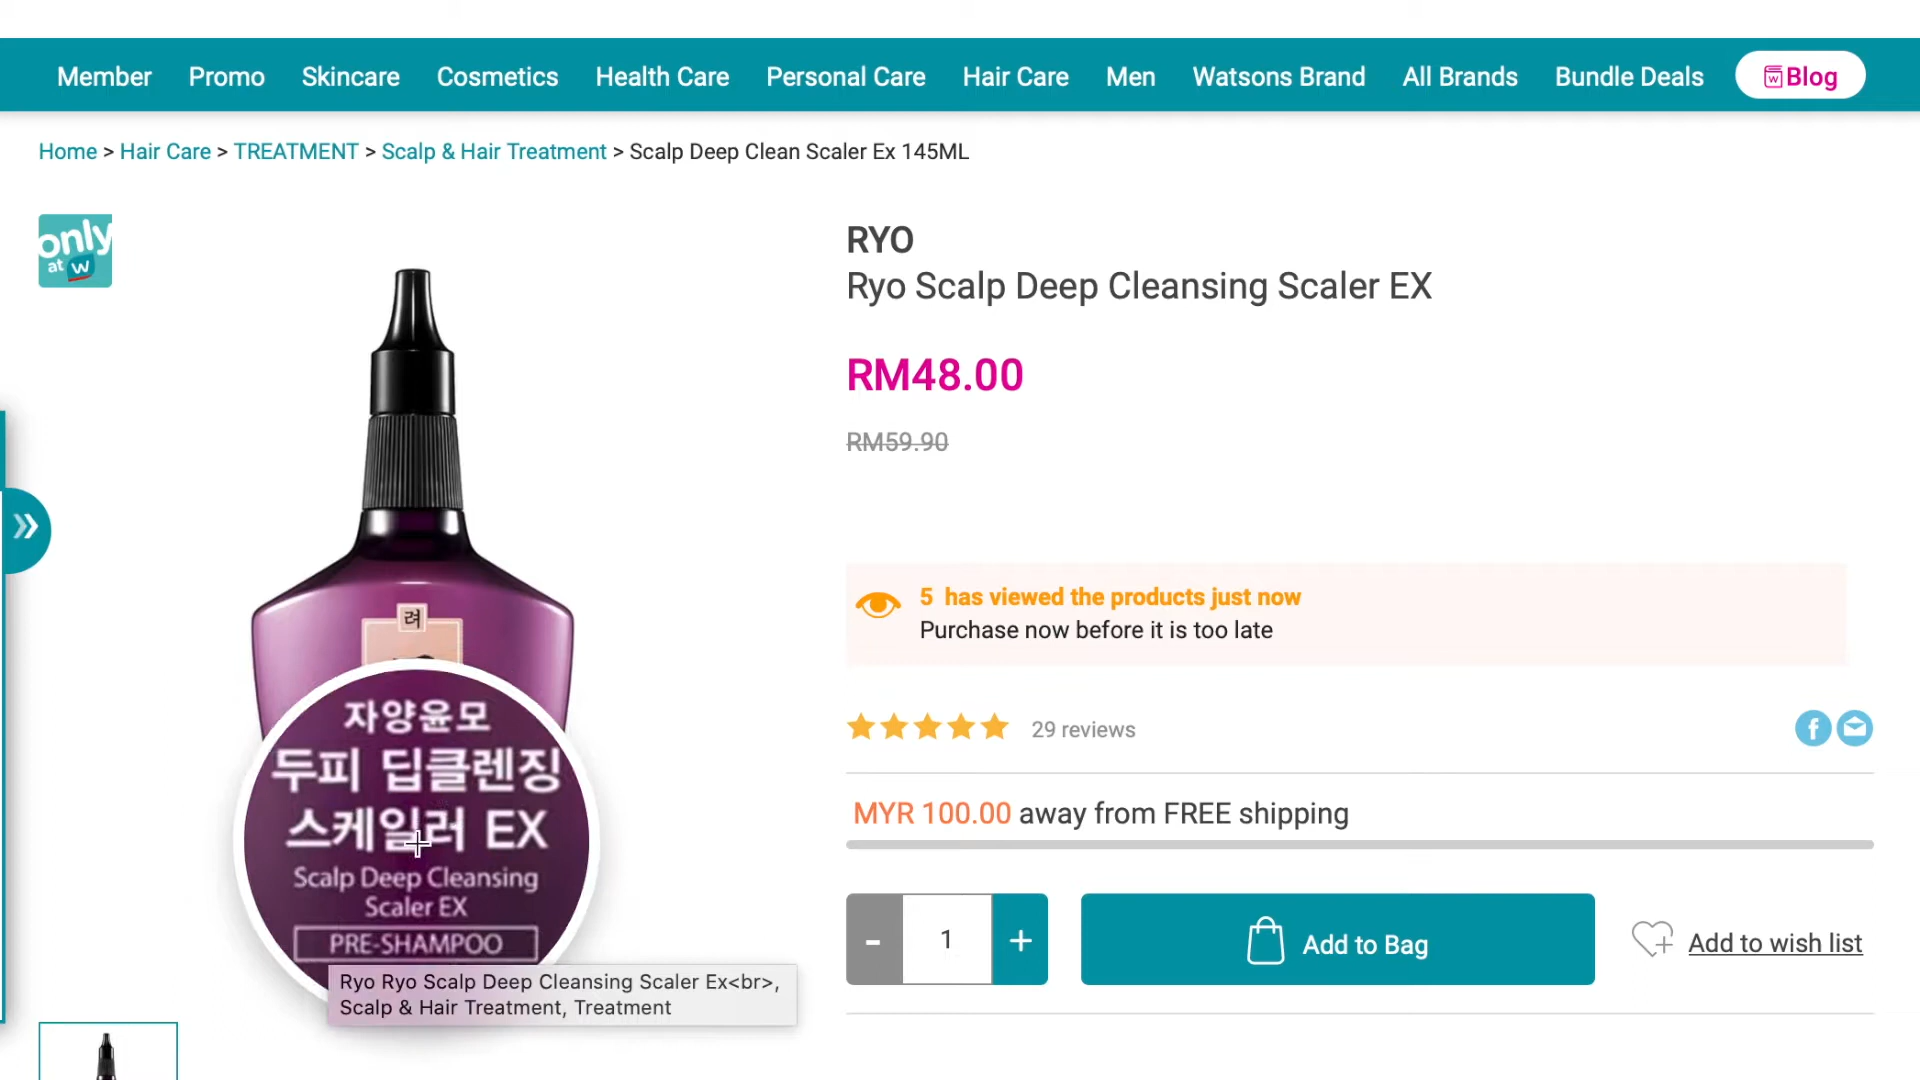 Member Promo Skincare Cosmetics Health Care Personal Care Hair Care Men Watsons Brand All Brands Bundle Deals Blog
Home > Hair Care > TREATMENT > Scalp & Hair Treatment > Scalp Deep Clean Scaler Ex 145ML
only
at W
RYO
Ryo Scalp Deep Cleansing Scaler EX
RM48.00
RM59.90
5 has viewed the products just now
Purchase now before it is too late
29 reviews
MYR 100.00 away from FREE shipping
- 1 + Add to Bag Add to wish list
려
자양윤모
두피 딥클렌징
스케일러 EX
Scalp Deep Cleansing
Scaler EX
PRE-SHAMPOO
Ryo Ryo Scalp Deep Cleansing Scaler Ex<br>,
Scalp & Hair Treatment, Treatment